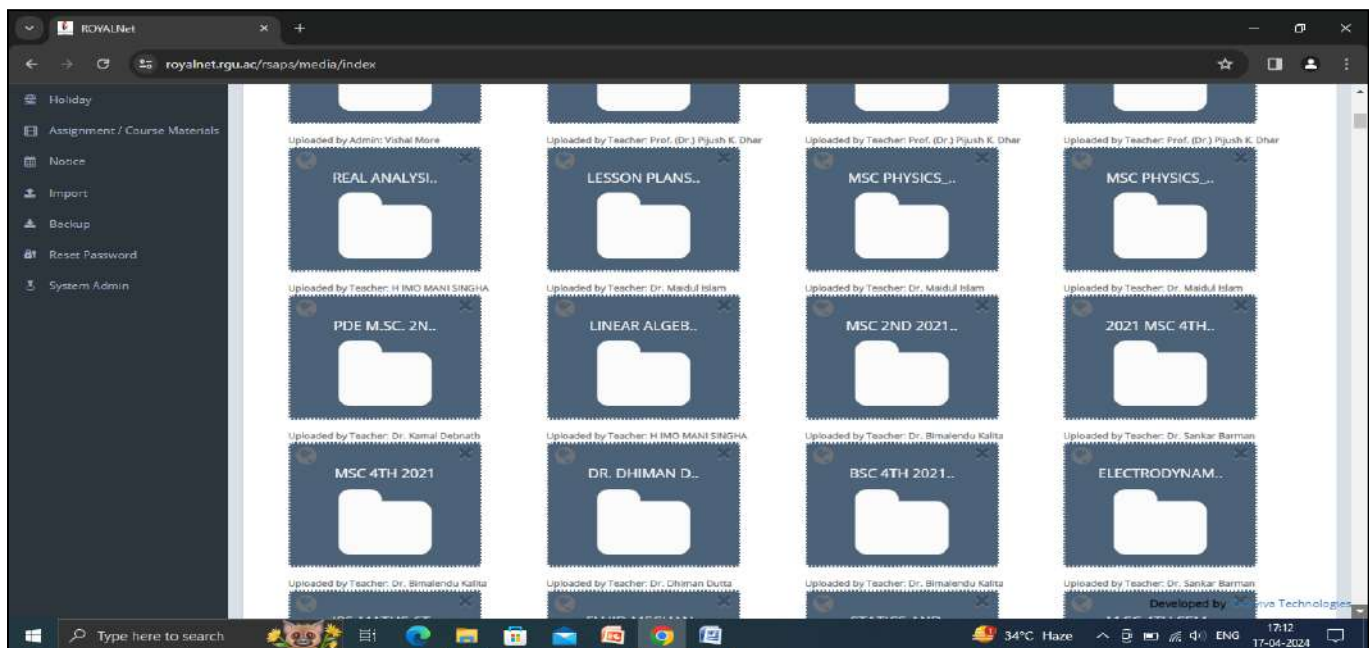 ROYALNet
royalnet.rgu.ac/rsaps/media/index
Holiday
Assignment / Course Materials
Notice
Import
Backup
Reset Password
System Admin
Uploaded by Admin: Vishal More
Uploaded by Teacher: Prof. (Dr.) Pijush K. Dhar
Uploaded by Teacher: Prof. (Dr.) Pijush K. Dhar
Uploaded by Teacher: Prof. (Dr.) Pijush K. Dhar
REAL ANALYSI..
LESSON PLANS..
MSC PHYSICS_..
MSC PHYSICS_..
Uploaded by Teacher: H IMO MANI SINGHA
Uploaded by Teacher: Dr. Maidul Islam
Uploaded by Teacher: Dr. Maidul Islam
Uploaded by Teacher: Dr. Maidul Islam
PDE M.SC. 2N..
LINEAR ALGEB..
MSC 2ND 2021..
2021 MSC 4TH..
Uploaded by Teacher: Dr. Kamal Debnath
Uploaded by Teacher: H IMO MANI SINGHA
Uploaded by Teacher: Dr. Bimalendu Kalita
Uploaded by Teacher: Dr. Sankar Barman
MSC 4TH 2021
DR. DHIMAN D..
BSC 4TH 2021..
ELECTRODYNAM..
Uploaded by Teacher: Dr. Bimalendu Kalita
Uploaded by Teacher: Dr. Dhiman Dutta
Uploaded by Teacher: Dr. Bimalendu Kalita
Uploaded by Teacher: Dr. Sankar Barman
Developed by
Technologies
Type here to search
34°C Haze
ENG
17:12
17-04-2024